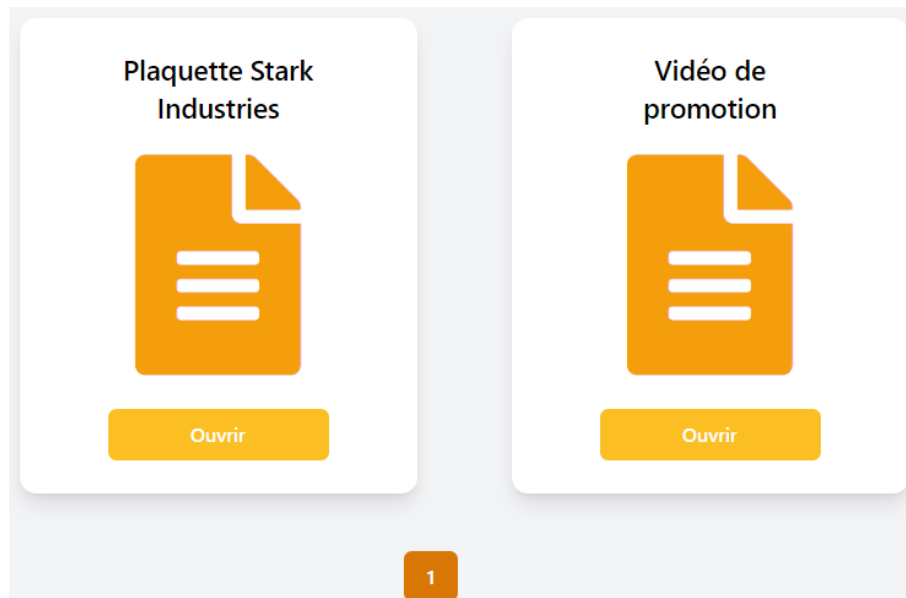 Plaquette Stark
Industries
Vidéo de
promotion
Ouvrir
Ouvrir
1